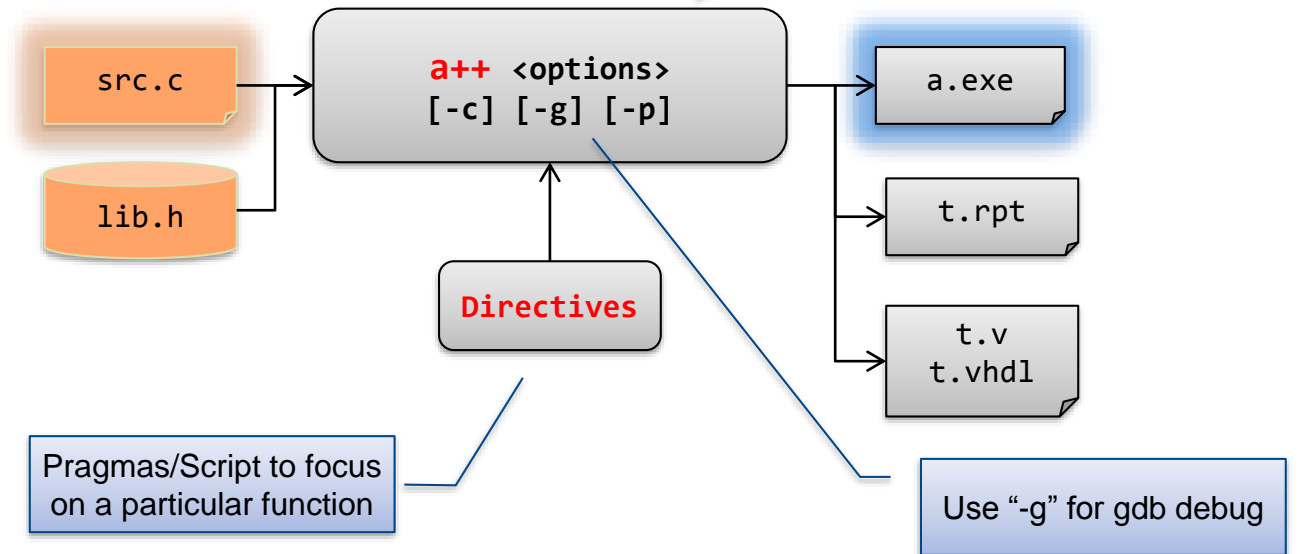 src.c
lib.h
a++ <options>
[-c] [-g] [-p]
Directives
a.exe
t.rpt
t.v
t.vhdl
Pragmas/Script to focus
on a particular function
Use “-g” for gdb debug